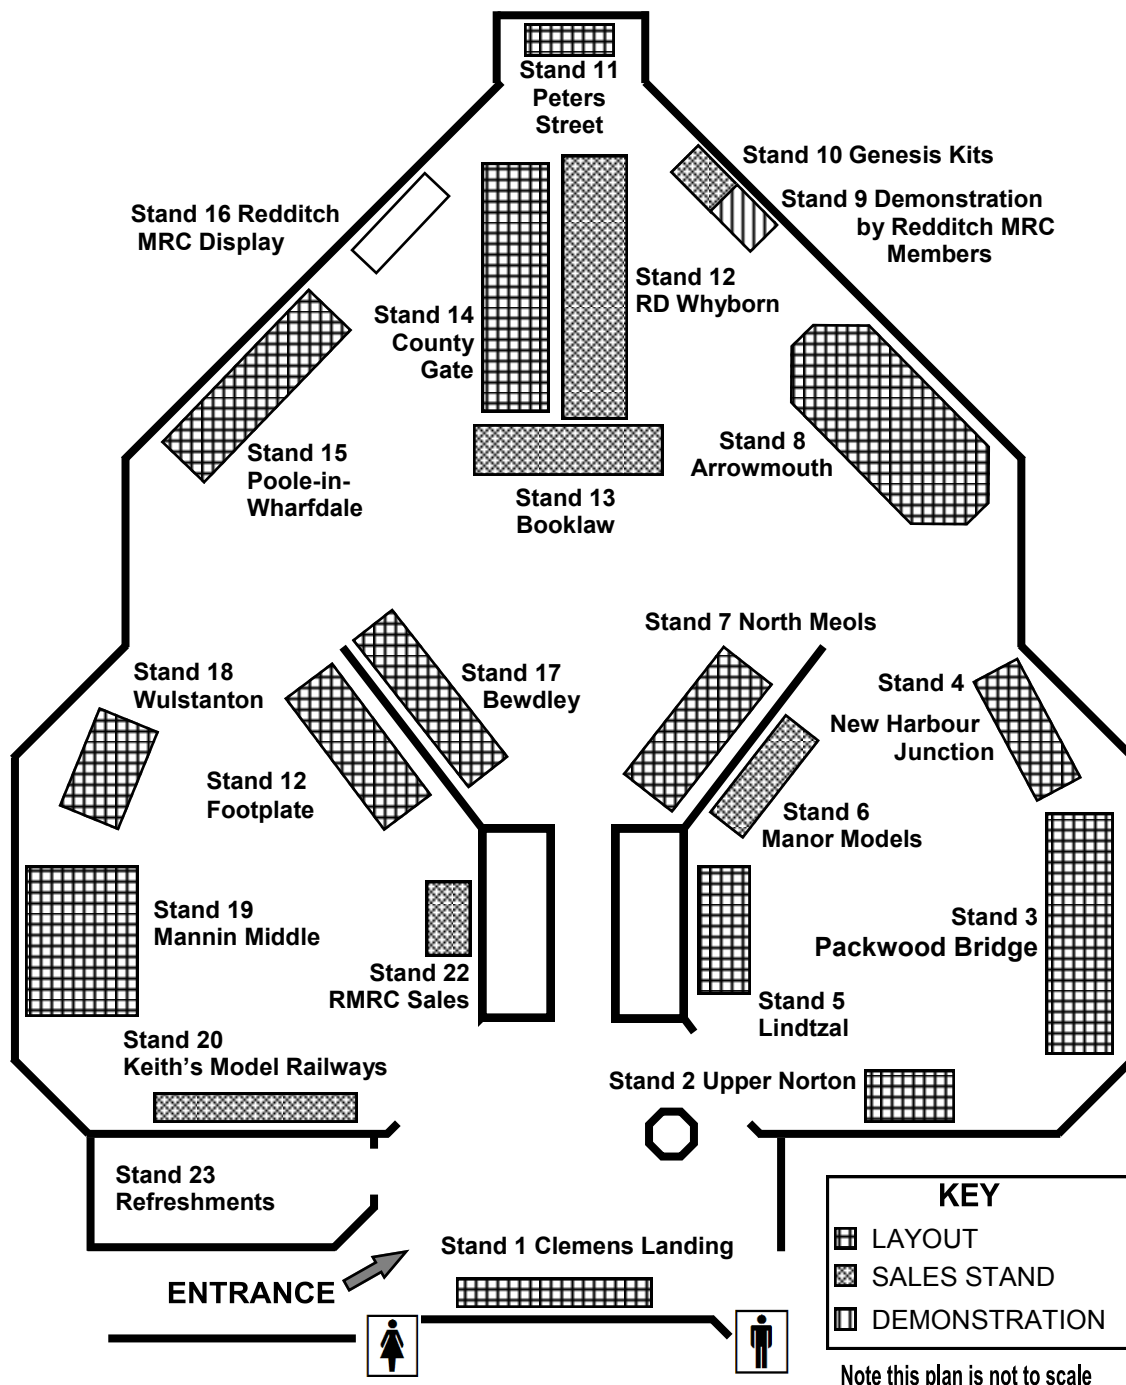 Stand 11
Peters
Street
Stand 10 Genesis Kits
Stand 9 Demonstration
by Redditch MRC
Members
Stand 16 Redditch
MRC Display
Stand 12
RD Whyborn
Stand 14
County
Gate
Stand 8
Arrowmouth
Stand 15
Poole-in-
Wharfdale
Stand 13
Booklaw
Stand 7 North Meols
Stand 18
Wulstanton
Stand 17
Bewdley
Stand 4
New Harbour
Junction
Stand 12
Footplate
Stand 6
Manor Models
Stand 19
Mannin Middle
Stand 3
Packwood Bridge
Stand 22
RMRC Sales
Stand 5
Lindtzal
Stand 20
Keith's Model Railways
Stand 2 Upper Norton
Stand 23
Refreshments
Stand 1 Clemens Landing
ENTRANCE
KEY
LAYOUT
SALES STAND
DEMONSTRATION
Note this plan is not to scale